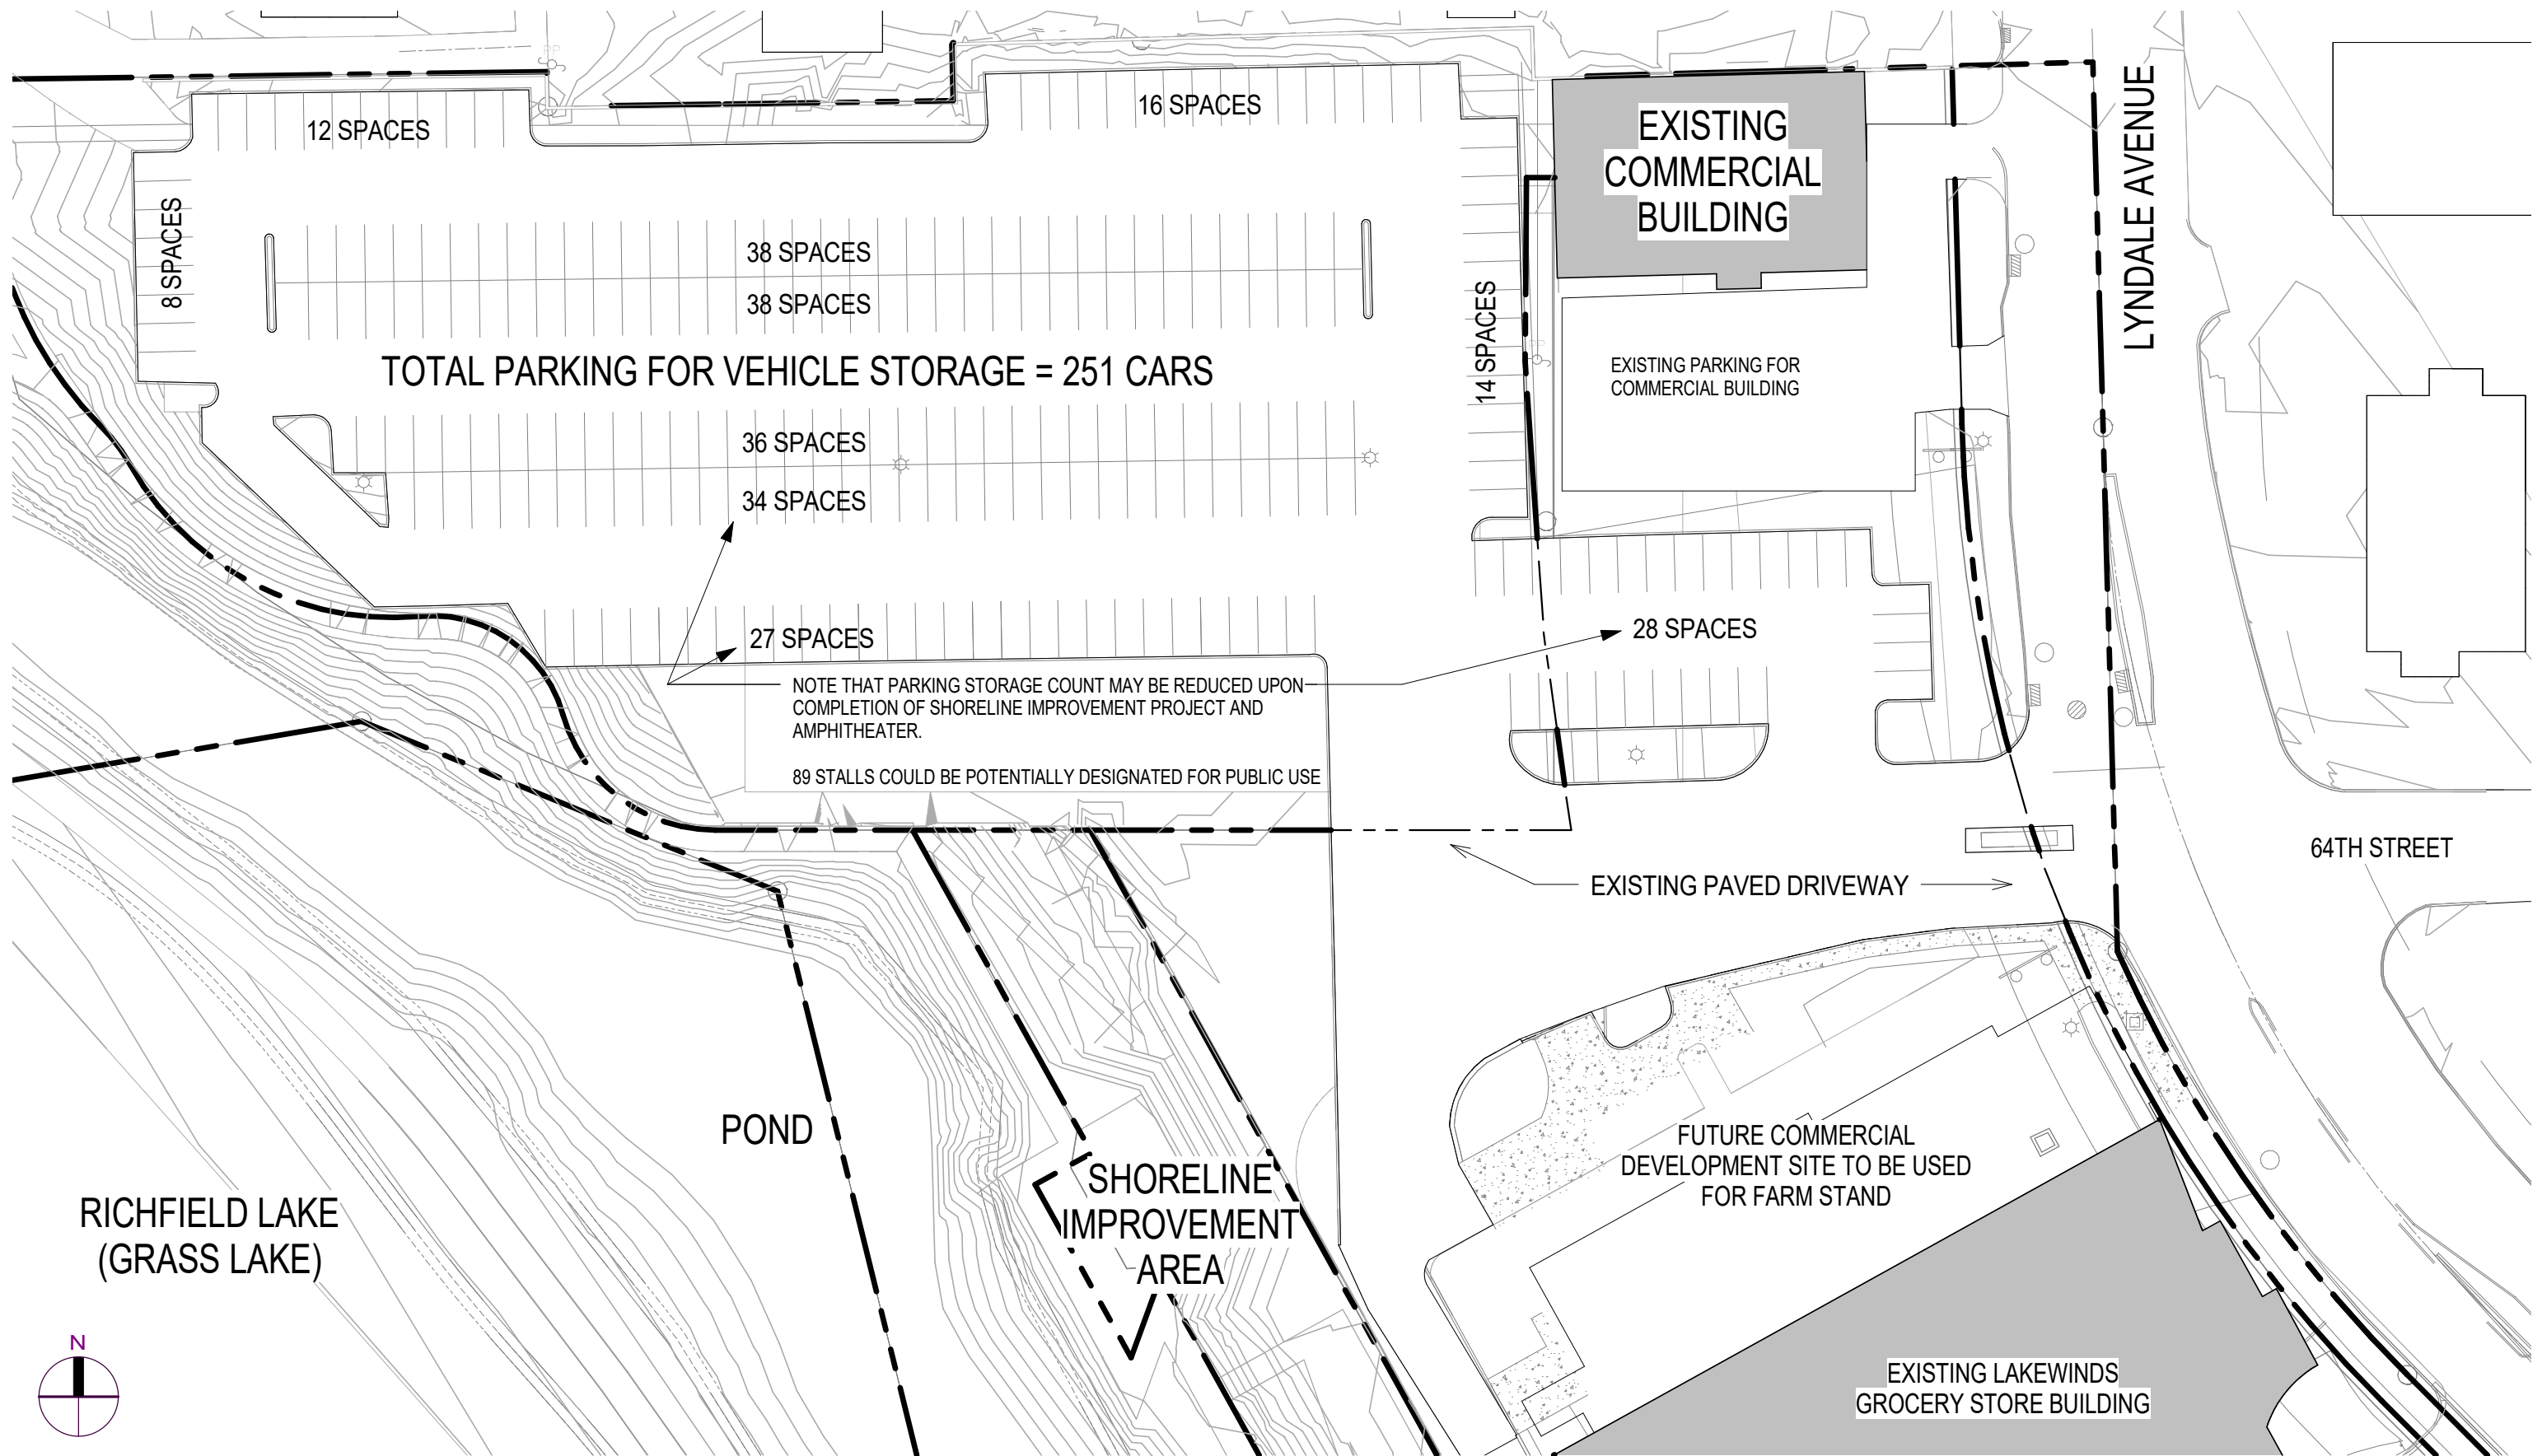 12 SPACES
16 SPACES
EXISTING
COMMERCIAL
BUILDING
LYNDALE AVENUE
8 SPACES
38 SPACES
38 SPACES
14 SPACES
TOTAL PARKING FOR VEHICLE STORAGE = 251 CARS
EXISTING PARKING FOR
COMMERCIAL BUILDING
36 SPACES
34 SPACES
27 SPACES
28 SPACES
NOTE THAT PARKING STORAGE COUNT MAY BE REDUCED UPON
COMPLETION OF SHORELINE IMPROVEMENT PROJECT AND
AMPHITHEATER.
89 STALLS COULD BE POTENTIALLY DESIGNATED FOR PUBLIC USE
64TH STREET
EXISTING PAVED DRIVEWAY
POND
SHORELINE
IMPROVEMENT
AREA
FUTURE COMMERCIAL
DEVELOPMENT SITE TO BE USED
FOR FARM STAND
RICHFIELD LAKE
(GRASS LAKE)
N
EXISTING LAKEWINDS
GROCERY STORE BUILDING